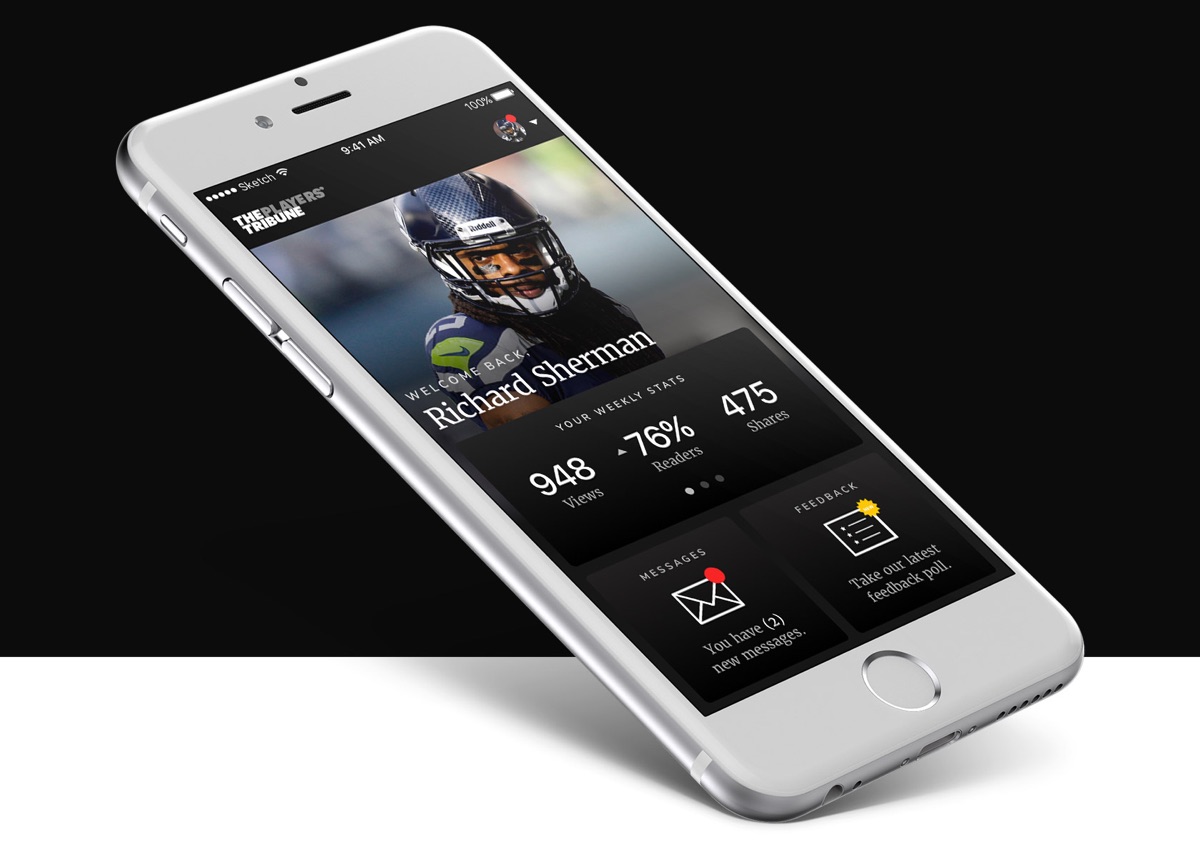 Sketch
9:41 AM
100%
THE PLAYERS'
TRIBUNE
Riddell
WELCOME BACK,
Richard Sherman
YOUR WEEKLY STATS
948
Views
76%
Readers
475
Shares
MESSAGES
You have (2)
new messages.
FEEDBACK
Take our latest
feedback poll.